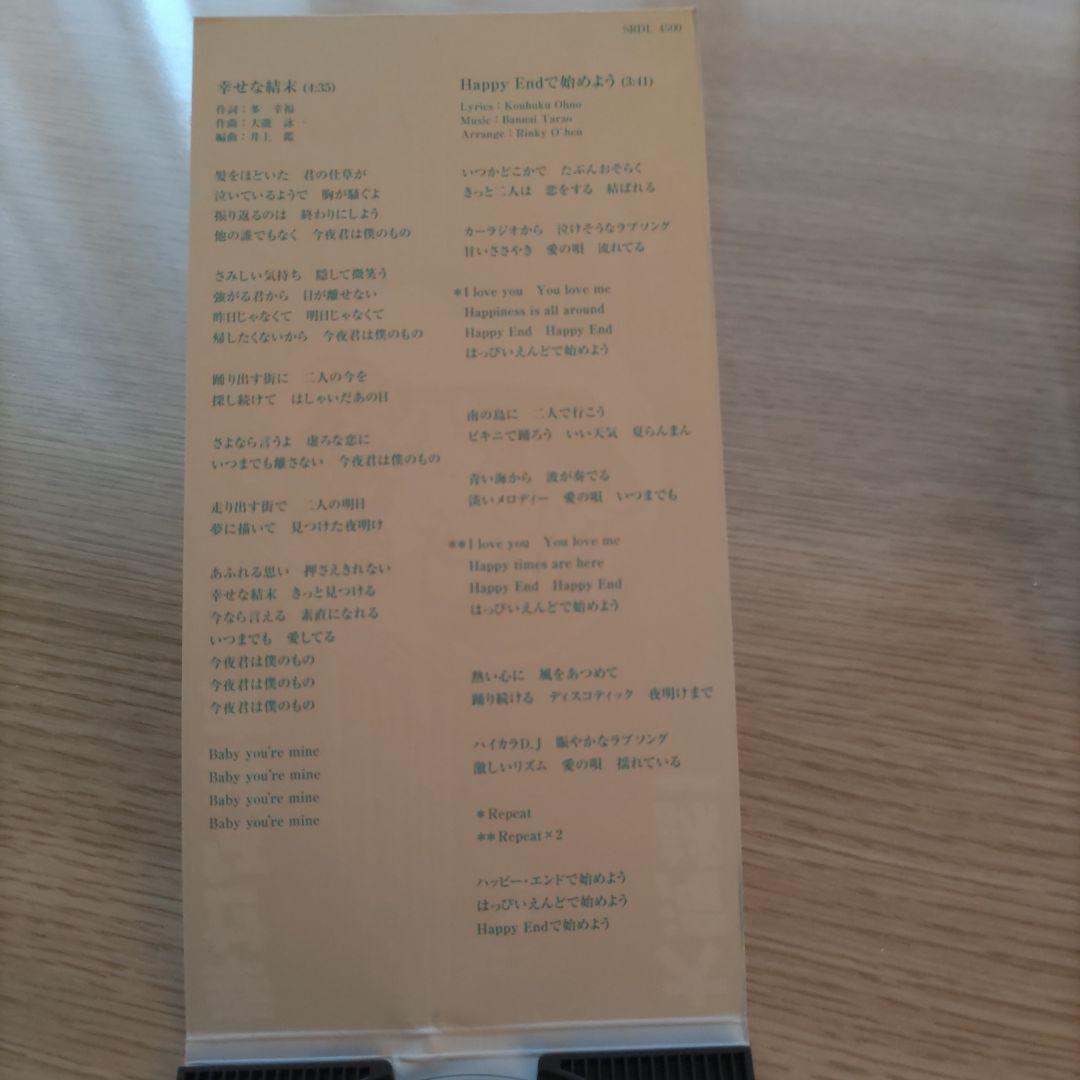 SRDL 4500
幸せな結末 (4:35)
作詞：多 幸福
作曲：大瀧 詠一
編曲：井上 鑑
髪をほどいた 君の仕草が
泣いているようで 胸が騒ぐよ
振り返るのは 終わりにしよう
他の誰でもなく 今夜君は僕のもの
さみしい気持ち 隠して微笑う
強がる君から 目が離せない
昨日じゃなくて 明日じゃなくて
帰したくないから 今夜君は僕のもの
踊り出す街に 二人の今を
探し続けて はしゃいだあの日
さよなら言うよ 虚ろな恋に
いつまでも離さない 今夜君は僕のもの
走り出す街で 二人の明日
夢に描いて 見つけた夜明け
あふれる思い 押さえきれない
幸せな結末 きっと見つける
今なら言える 素直になれる
いつまでも 愛してる
今夜君は僕のもの
今夜君は僕のもの
今夜君は僕のもの
Baby you're mine
Baby you're mine
Baby you're mine
Baby you're mine
Happy Endで始めよう (3:41)
Lyrics：Kouhuku Ohno
Music：Bannai Tarao
Arrange：Rinky O'hen
いつかどこかで たぶんおそらく
きっと二人は 恋をする 結ばれる
カーラジオから 泣けそうなラブソング
甘いささやき 愛の唄 流れてる
＊I love you You love me
Happiness is all around
Happy End Happy End
はっぴいえんどで始めよう
南の島に 二人で行こう
ビキニで踊ろう いい天気 夏らんまん
青い海から 波が奏でる
淡いメロディー 愛の唄 いつまでも
＊＊I love you You love me
Happy times are here
Happy End Happy End
はっぴいえんどで始めよう
熱い心に 風をあつめて
踊り続ける ディスコティック 夜明けまで
ハイカラD.J 賑やかなラブソング
激しいリズム 愛の唄 揺れている
＊Repeat
＊＊Repeat×2
ハッピー・エンドで始めよう
はっぴいえんどで始めよう
Happy Endで始めよう